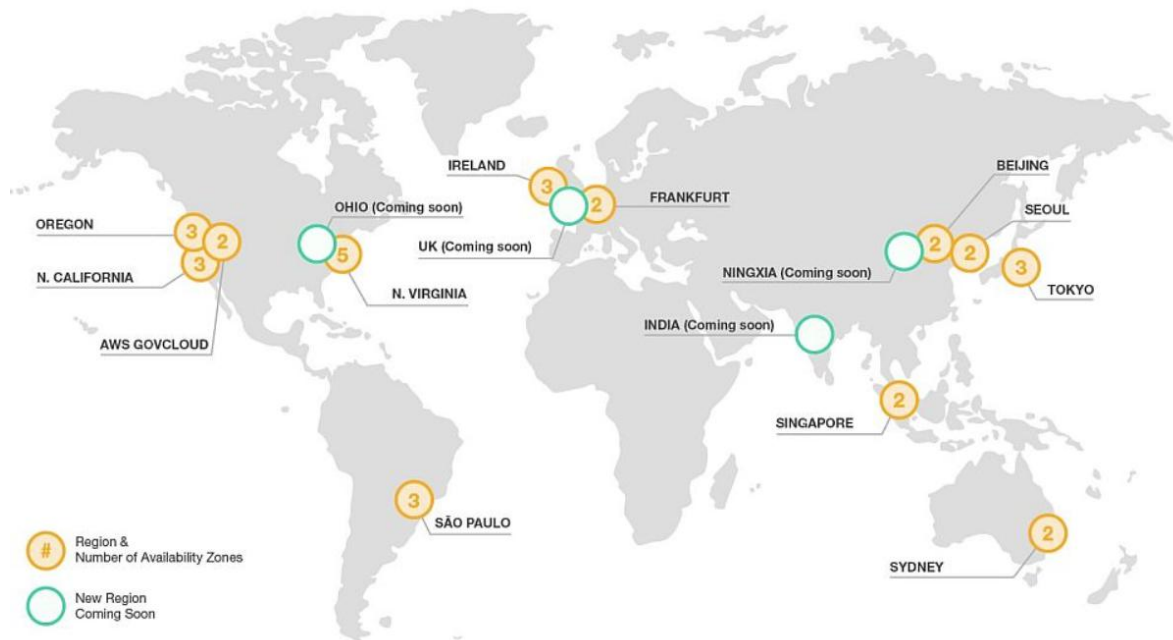 IRELAND
3
BEIJING
FRANKFURT
2
OREGON
3
2
OHIO (Coming soon)
UK (Coming soon)
SEOUL
2
2
N. CALIFORNIA
3
5
N. VIRGINIA
NINGXIA (Coming soon)
3
TOKYO
AWS GOVCLOUD
INDIA (Coming soon)
2
SINGAPORE
3
SÃO PAULO
2
SYDNEY
#
Region &
Number of Availability Zones
New Region
Coming Soon